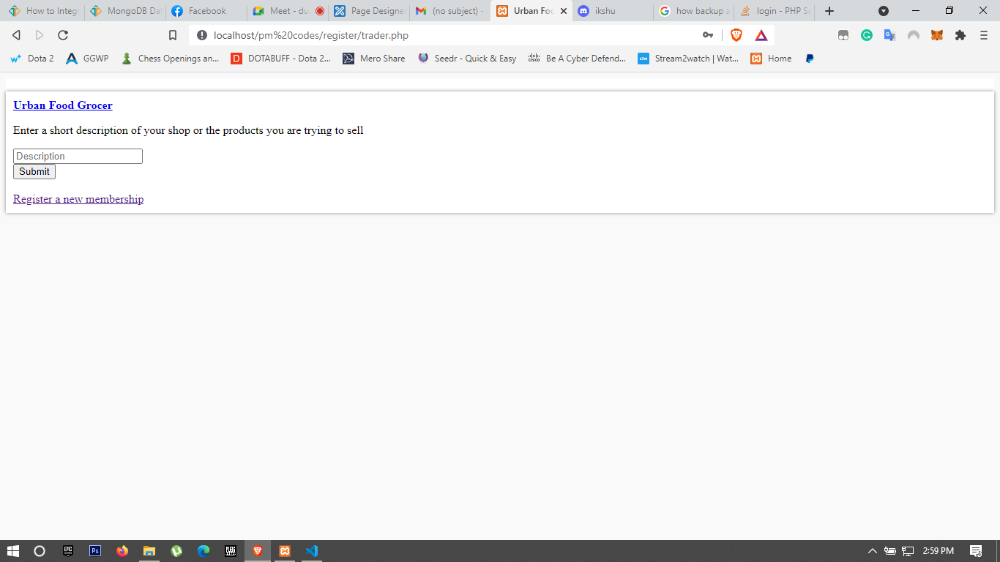 How to Integr
MongoDB Dat
Facebook
Meet - du
Page Designe
(no subject) -
Urban Foo
ikshu
how backup a
login - PHP Se
localhost/pm%20codes/register/trader.php
Dota 2
GGWP
Chess Openings an...
DOTABUFF - Dota 2...
Mero Share
Seedr - Quick & Easy
Be A Cyber Defend...
Stream2watch | Wat...
Home
Urban Food Grocer
Enter a short description of your shop or the products you are trying to sell
Description
Submit
Register a new membership
2:59 PM